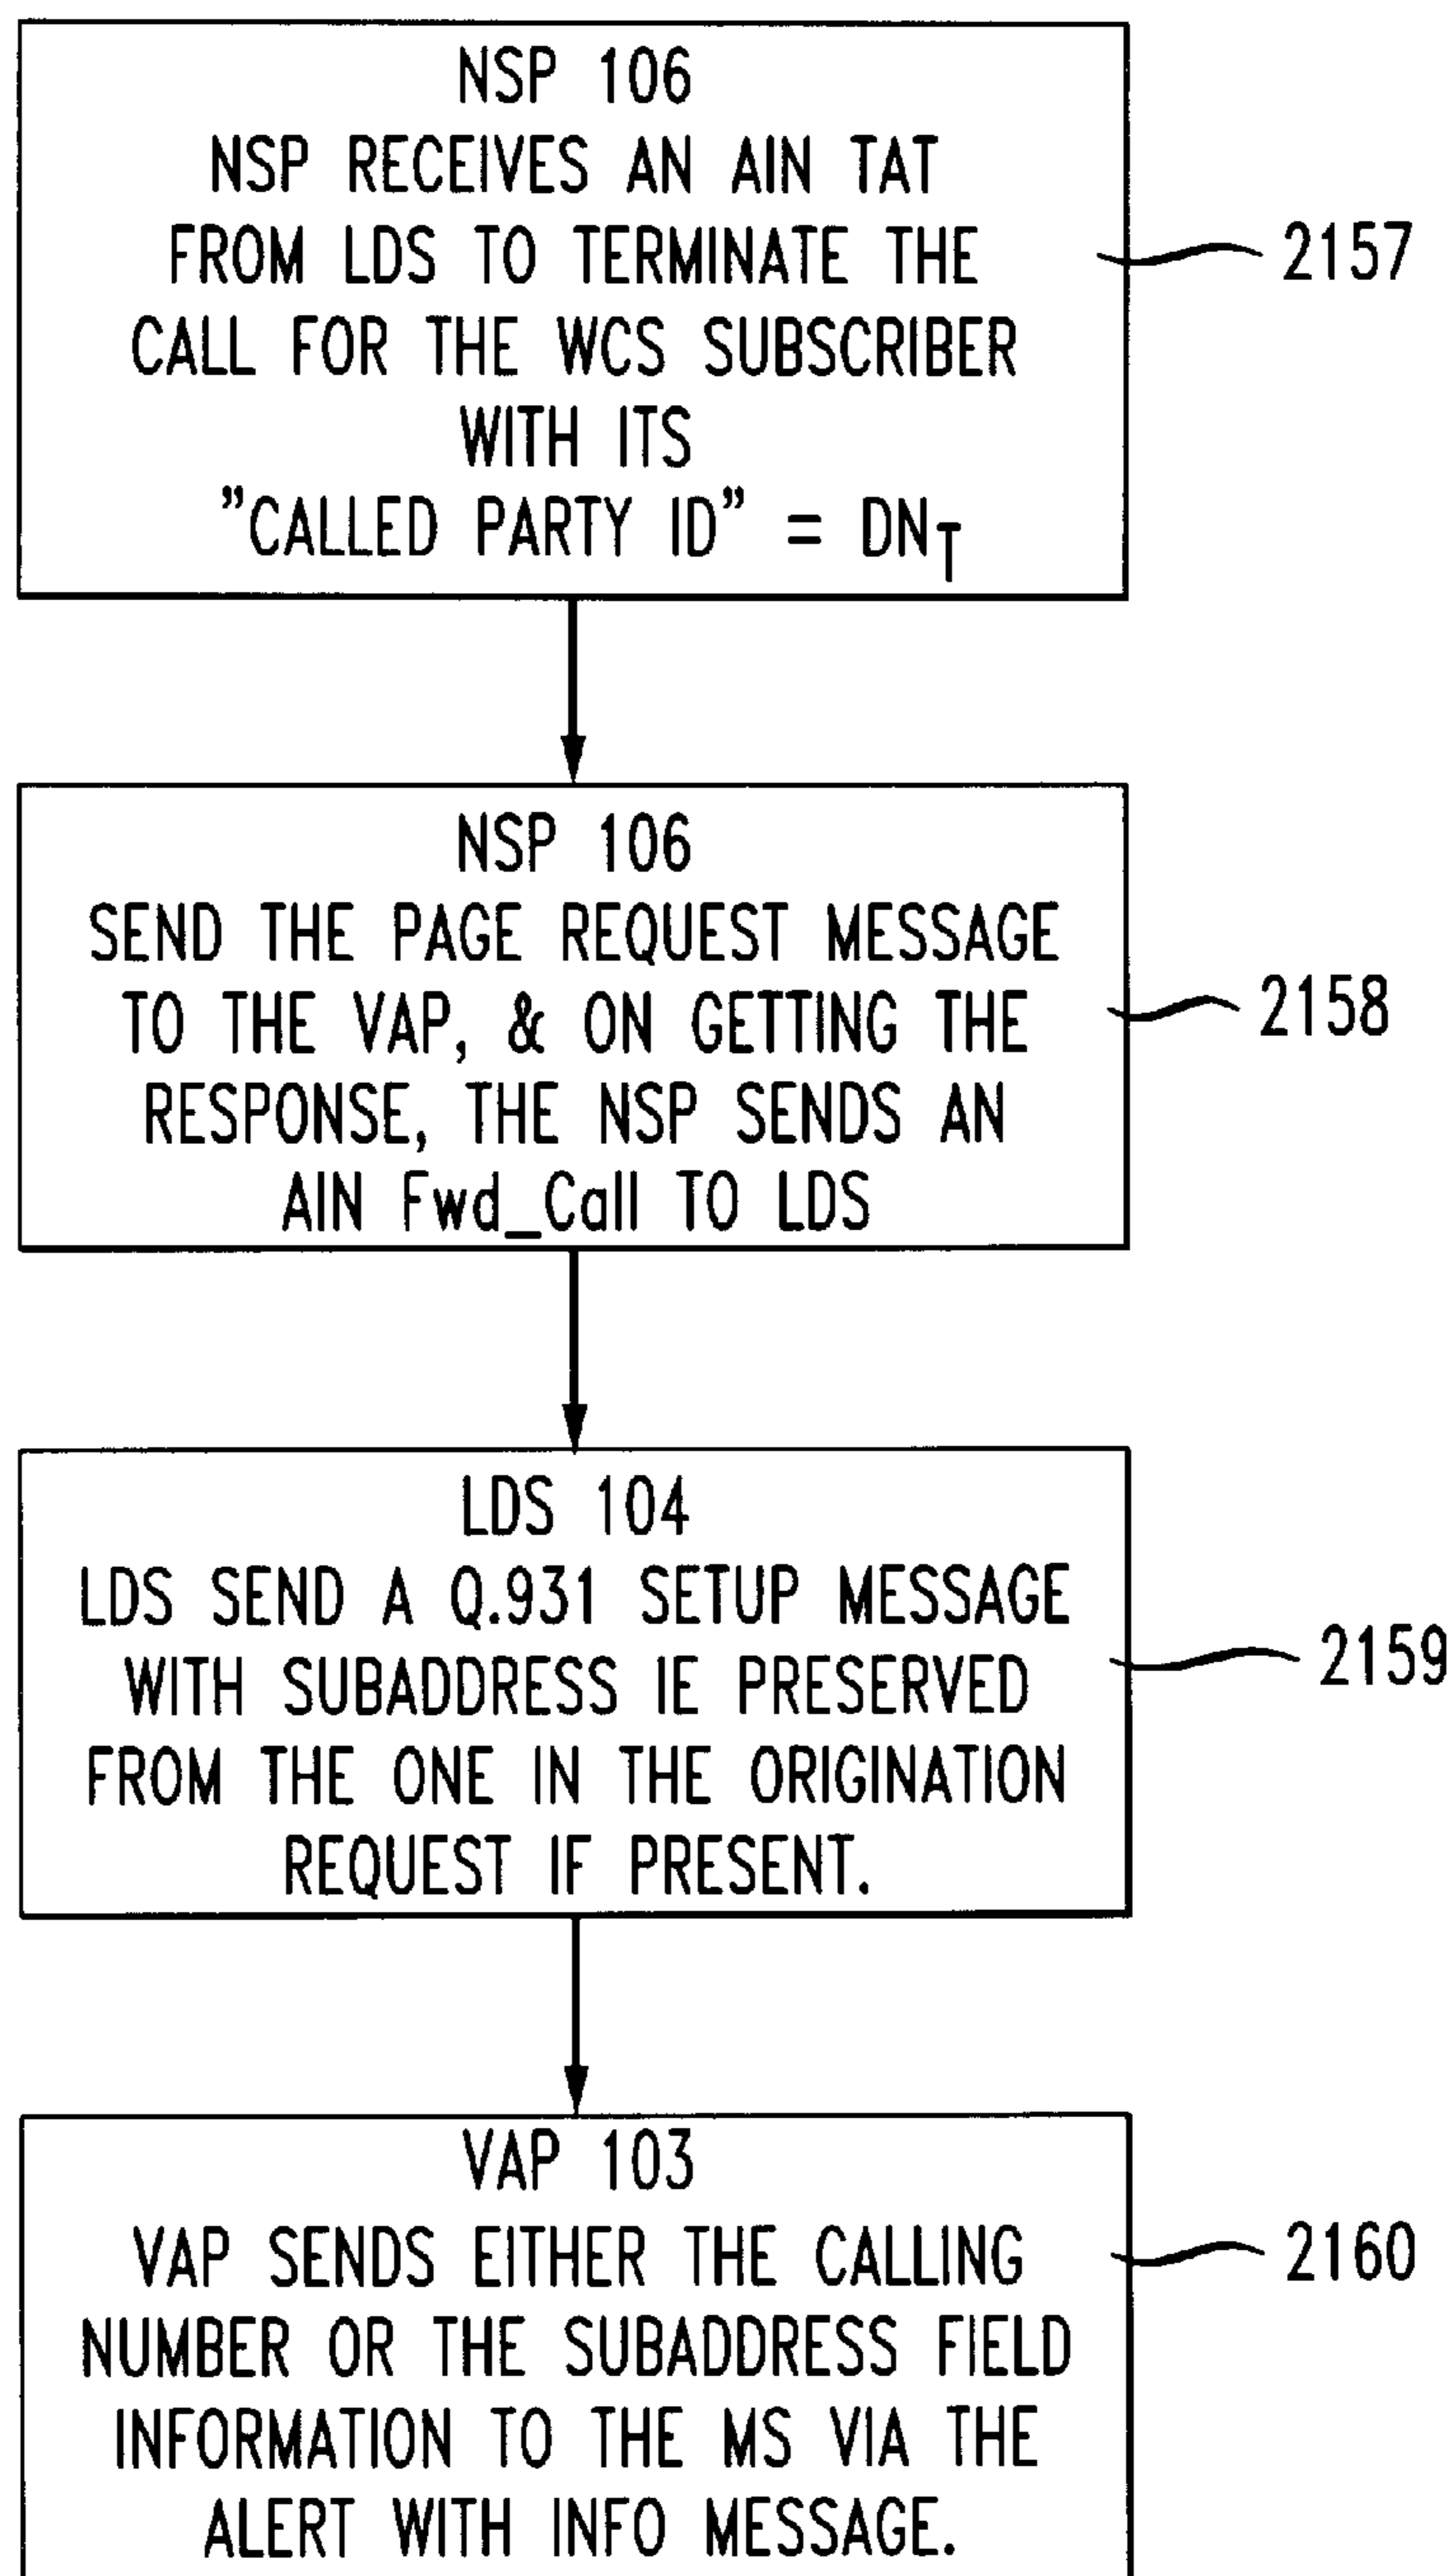 NSP 106
NSP RECEIVES AN AIN TAT
FROM LDS TO TERMINATE THE
CALL FOR THE WCS SUBSCRIBER
WITH ITS
"CALLED PARTY ID" = DNT
2157
NSP 106
SEND THE PAGE REQUEST MESSAGE
TO THE VAP, & ON GETTING THE
RESPONSE, THE NSP SENDS AN
AIN Fwd_Call TO LDS
2158
LDS 104
LDS SEND A Q.931 SETUP MESSAGE
WITH SUBADDRESS IE PRESERVED
FROM THE ONE IN THE ORIGINATION
REQUEST IF PRESENT.
2159
VAP 103
VAP SENDS EITHER THE CALLING
NUMBER OR THE SUBADDRESS FIELD
INFORMATION TO THE MS VIA THE
ALERT WITH INFO MESSAGE.
2160